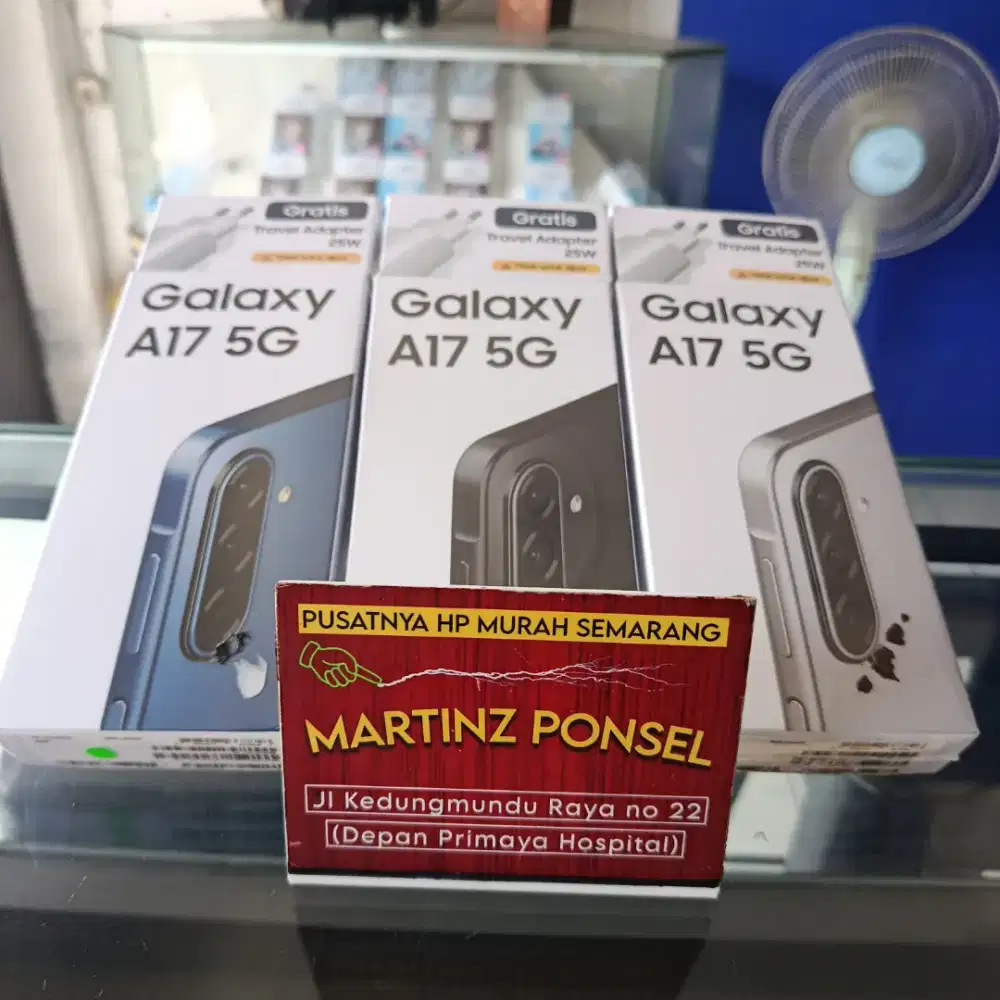 Gratis
Travel Adapter
25W
Galaxy
A17 5G
Gratis
Travel Adapter
25W
Galaxy
A17 5G
Gratis
Travel Adapter
25W
Galaxy
A17 5G
PUSATNYA HP MURAH SEMARANG
MARTINZ PONSEL
Jl Kedungmundu Raya no 22
(Depan Primaya Hospital)